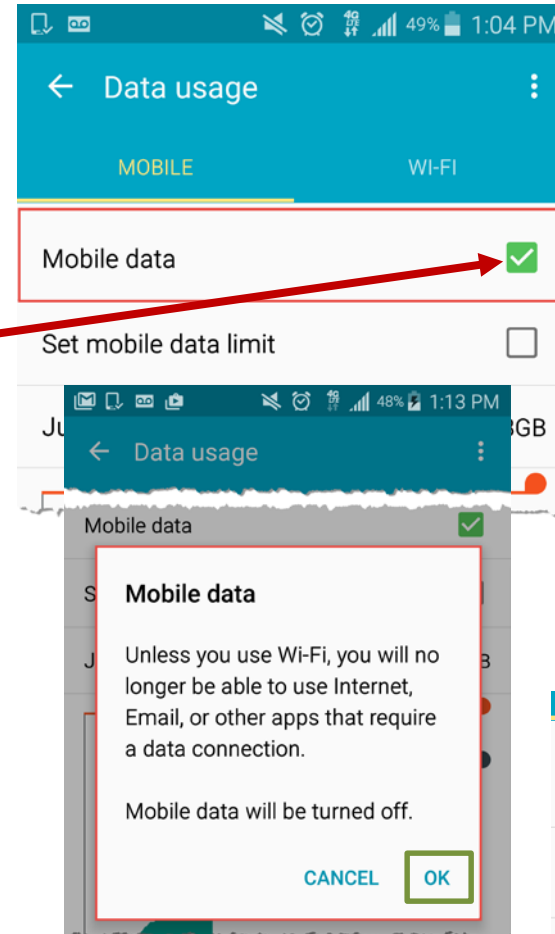 49% 1:04 PM
Data usage
MOBILE WI-FI
Mobile data
Set mobile data limit
Ju GB
48% 1:13 PM
Data usage
Mobile data
S
J B
Mobile data
Unless you use Wi-Fi, you will no
longer be able to use Internet,
Email, or other apps that require
a data connection.
Mobile data will be turned off.
CANCEL OK